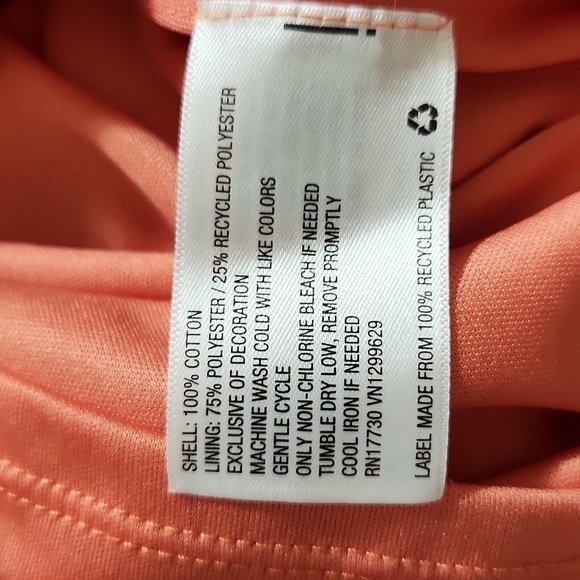 SHELL: 100% COTTON
LINING: 75% POLYESTER / 25% RECYCLED POLYESTER
EXCLUSIVE OF DECORATION
MACHINE WASH COLD WITH LIKE COLORS
GENTLE CYCLE
ONLY NON-CHLORINE BLEACH IF NEEDED
TUMBLE DRY LOW, REMOVE PROMPTLY
COOL IRON IF NEEDED
RN17730 VN1299629
LABEL MADE FROM 100% RECYCLED PLASTIC